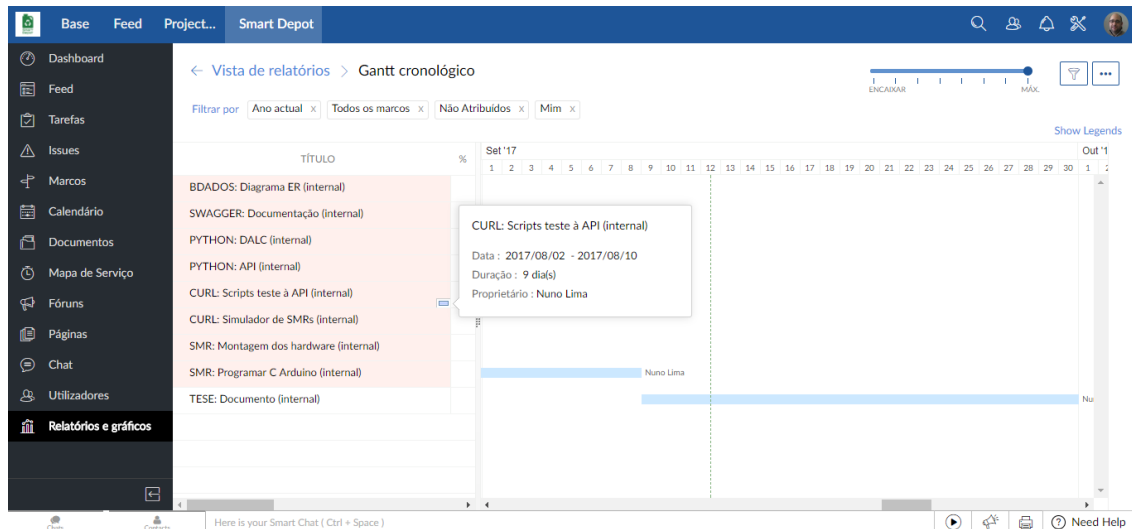 Base Feed Project... Smart Depot
Dashboard
Feed
Tarefas
Issues
Marcos
Calendário
Documentos
Mapa de Serviço
Fóruns
Páginas
Chat
Utilizadores
Relatórios e gráficos
← Vista de relatórios > Gantt cronológico
ENCAIXAR MÁX.
Filtrar por Ano actual x Todos os marcos x Não Atribuídos x Mim x
Show Legends
TÍTULO %
Set '17 Out '1
1 2 3 4 5 6 7 8 9 10 11 12 13 14 15 16 17 18 19 20 21 22 23 24 25 26 27 28 29 30 1 2
BDADOS: Diagrama ER (internal)
SWAGGER: Documentação (internal)
PYTHON: DALC (internal)
PYTHON: API (internal)
CURL: Scripts teste à API (internal)
CURL: Simulador de SMRs (internal)
SMR: Montagem dos hardware (internal)
SMR: Programar C Arduino (internal)
TESE: Documento (internal)
CURL: Scripts teste à API (internal)
Data : 2017/08/02 - 2017/08/10
Duração : 9 dia(s)
Proprietário : Nuno Lima
Nuno Lima
Nu
Chats Contacts Here is your Smart Chat ( Ctrl + Space ) Need Help